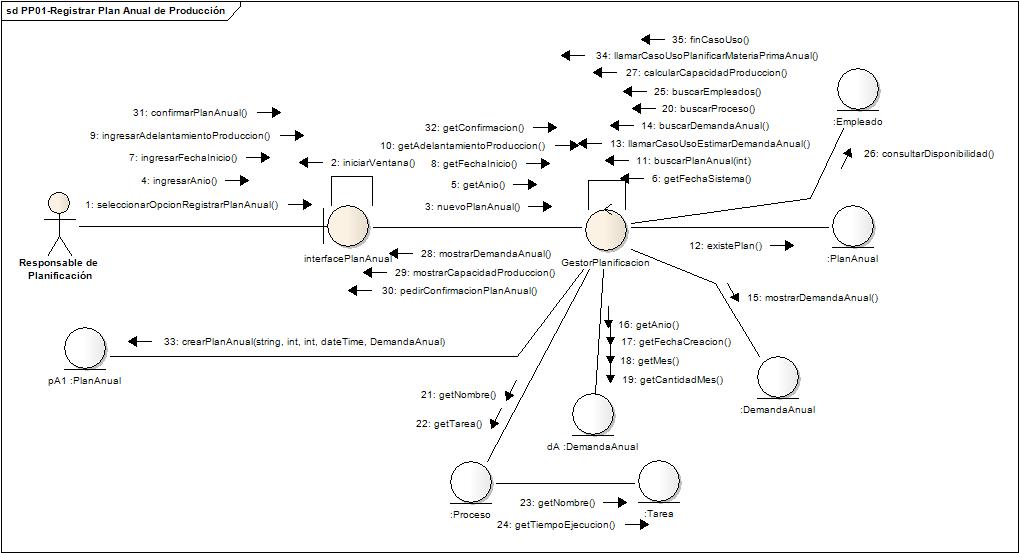 sd PP01-Registrar Plan Anual de Producción
35: finCasoUso()
34: llamarCasoUsoPlanificarMateriaPrimaAnual()
27: calcularCapacidadProduccion()
25: buscarEmpleados()
20: buscarProceso()
14: buscarDemandaAnual()
13: llamarCasoUsoEstimarDemandaAnual()
11: buscarPlanAnual(int)
6: getFechaSistema()
31: confirmarPlanAnual()
9: ingresarAdelantamientoProduccion()
7: ingresarFechaInicio()
4: ingresarAnio()
1: seleccionarOpcionRegistrarPlanAnual()
2: iniciarVentana()
32: getConfirmacion()
10: getAdelantamientoProduccion()
8: getFechaInicio()
5: getAnio()
3: nuevoPlanAnual()
:Empleado
26: consultarDisponibilidad()
Responsable de
Planificación
interfacePlanAnual
GestorPlanificacion
12: existePlan()
:PlanAnual
28: mostrarDemandaAnual()
29: mostrarCapacidadProduccion()
30: pedirConfirmacionPlanAnual()
15: mostrarDemandaAnual()
33: crearPlanAnual(string, int, int, dateTime, DemandaAnual)
pA1 :PlanAnual
16: getAnio()
17: getFechaCreacion()
18: getMes()
19: getCantidadMes()
:DemandaAnual
21: getNombre()
22: getTarea()
dA :DemandaAnual
:Proceso
23: getNombre()
24: getTiempoEjecucion()
:Tarea